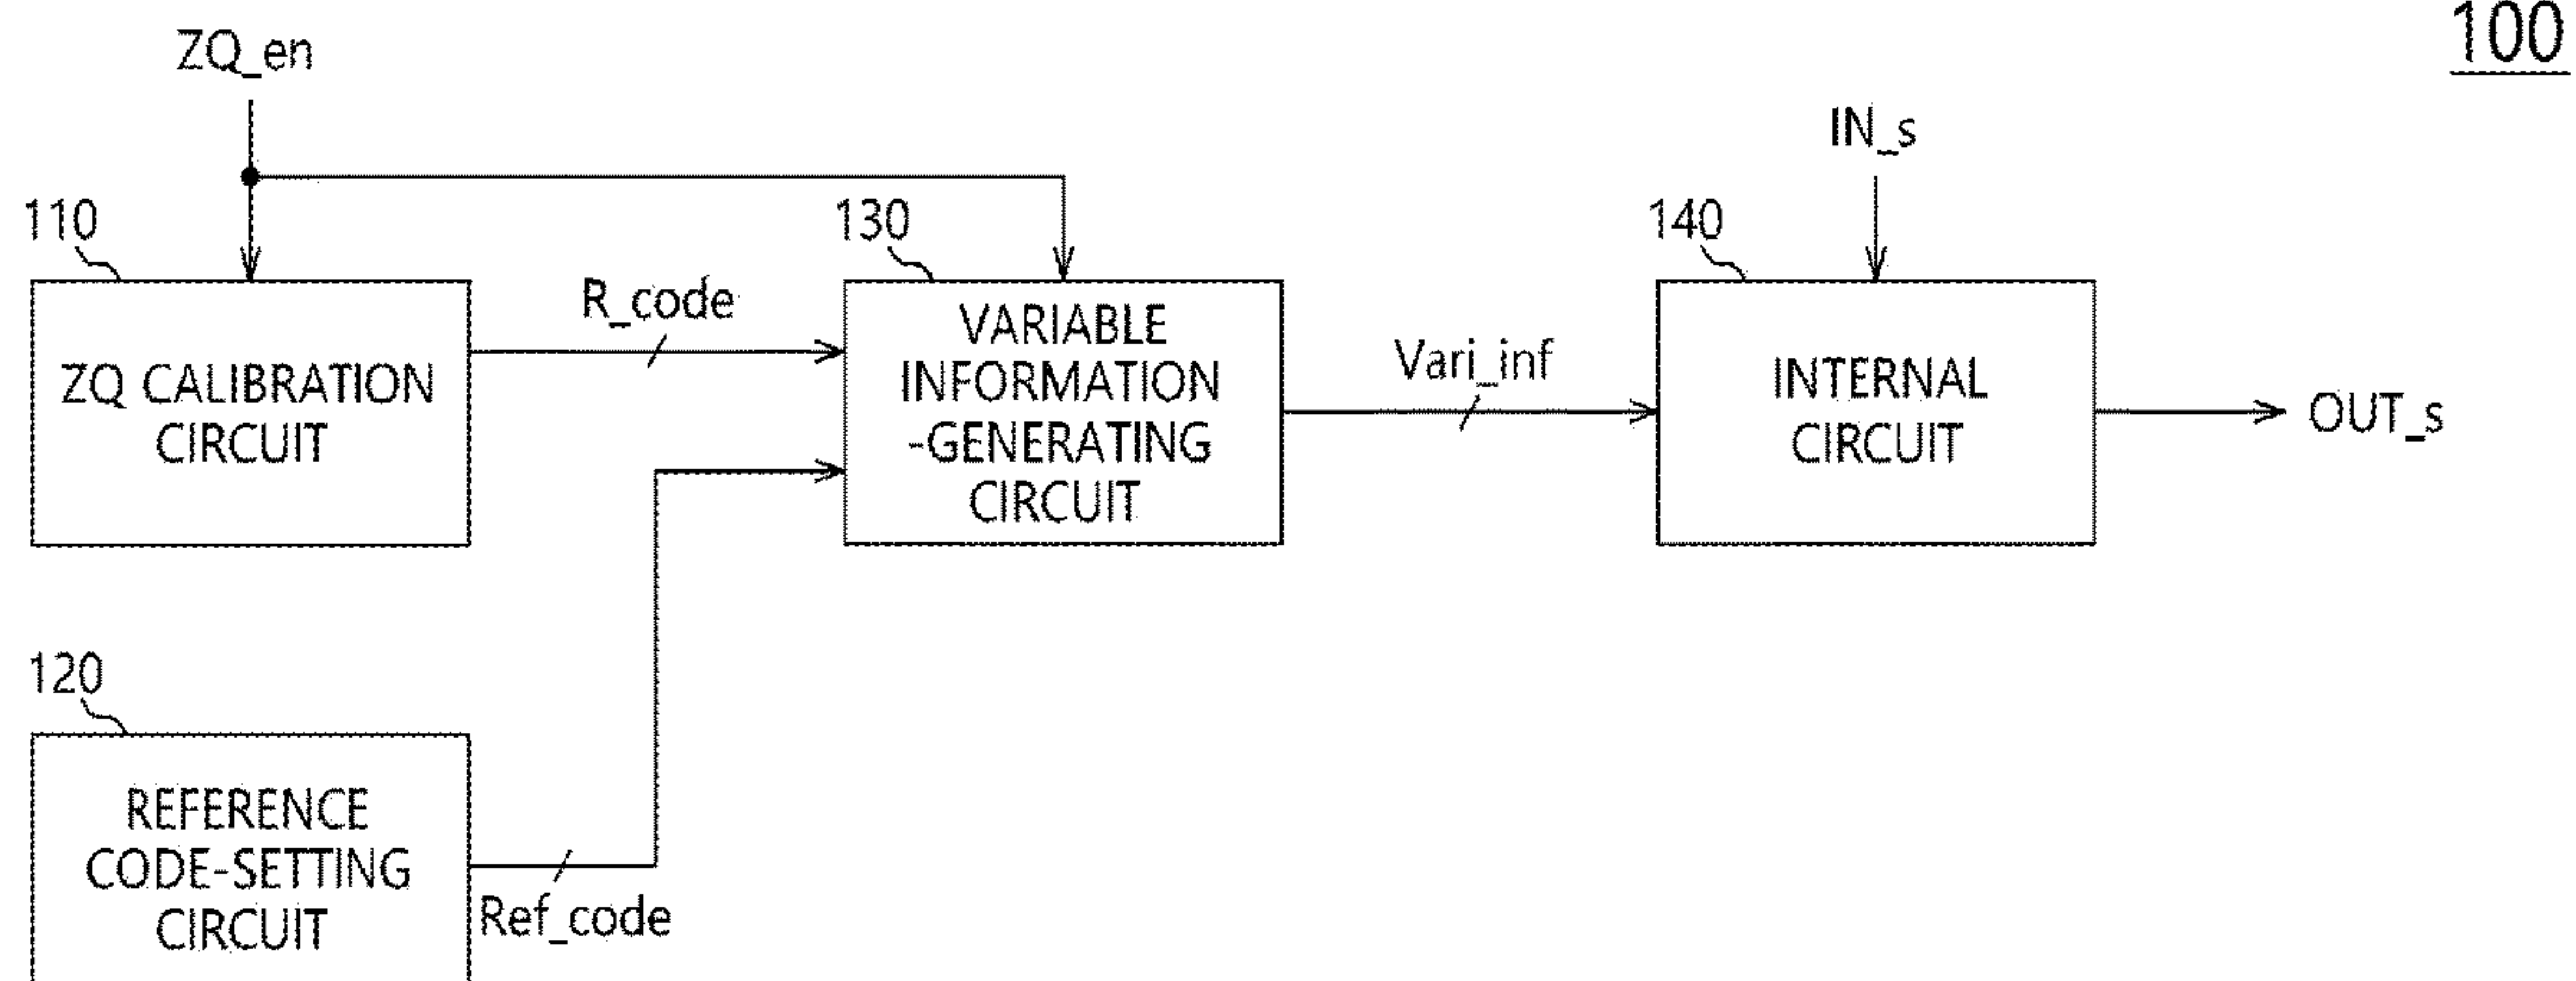 100
ZQ_en
IN_s
110
130
140
R_code
VARIABLE
INFORMATION
-GENERATING
CIRCUIT
Vari_inf
ZQ CALIBRATION
CIRCUIT
INTERNAL
CIRCUIT
OUT_s
120
REFERENCE
CODE-SETTING
CIRCUIT
Ref_code